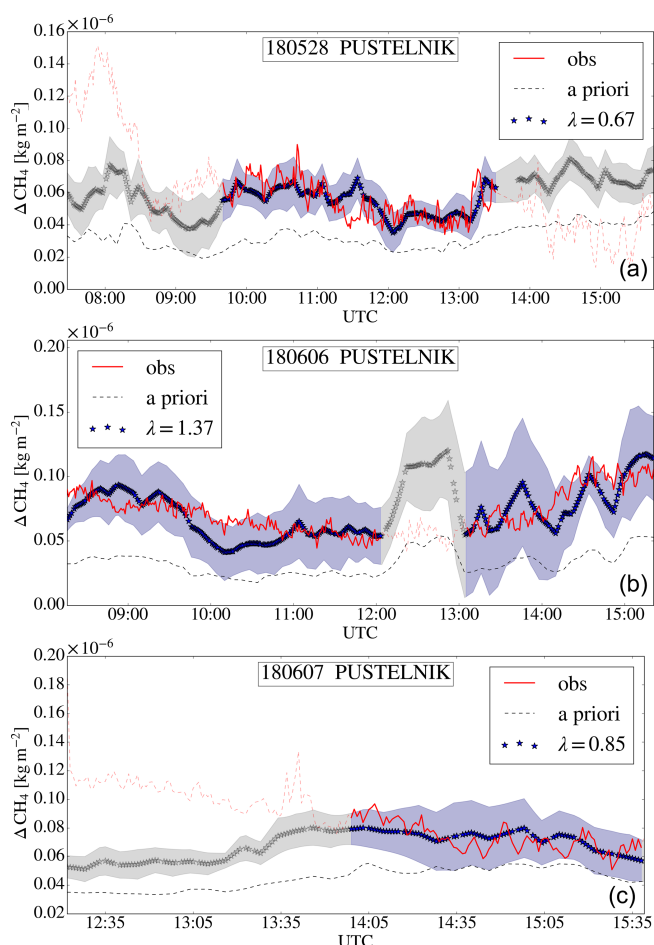 ×10⁻⁶
0.16
180528 PUSTELNIK
0.14
obs
0.12
a priori
0.10
λ = 0.67
0.08
0.06
0.04
0.02
0.00
Δ CH₄ [kg m⁻²]
(a)
08:00 09:00 10:00 11:00 12:00 13:00 14:00 15:00
UTC
×10⁻⁶
0.20
180606 PUSTELNIK
obs
a priori
0.15
λ = 1.37
0.10
0.05
0.00
Δ CH₄ [kg m⁻²]
(b)
09:00 10:00 11:00 12:00 13:00 14:00 15:00
UTC
×10⁻⁶
0.20
180607 PUSTELNIK
0.18
obs
0.16
a priori
0.14
λ = 0.85
0.12
0.10
0.08
0.06
0.04
0.02
Δ CH₄ [kg m⁻²]
(c)
12:35 13:05 13:35 14:05 14:35 15:05 15:35
UTC